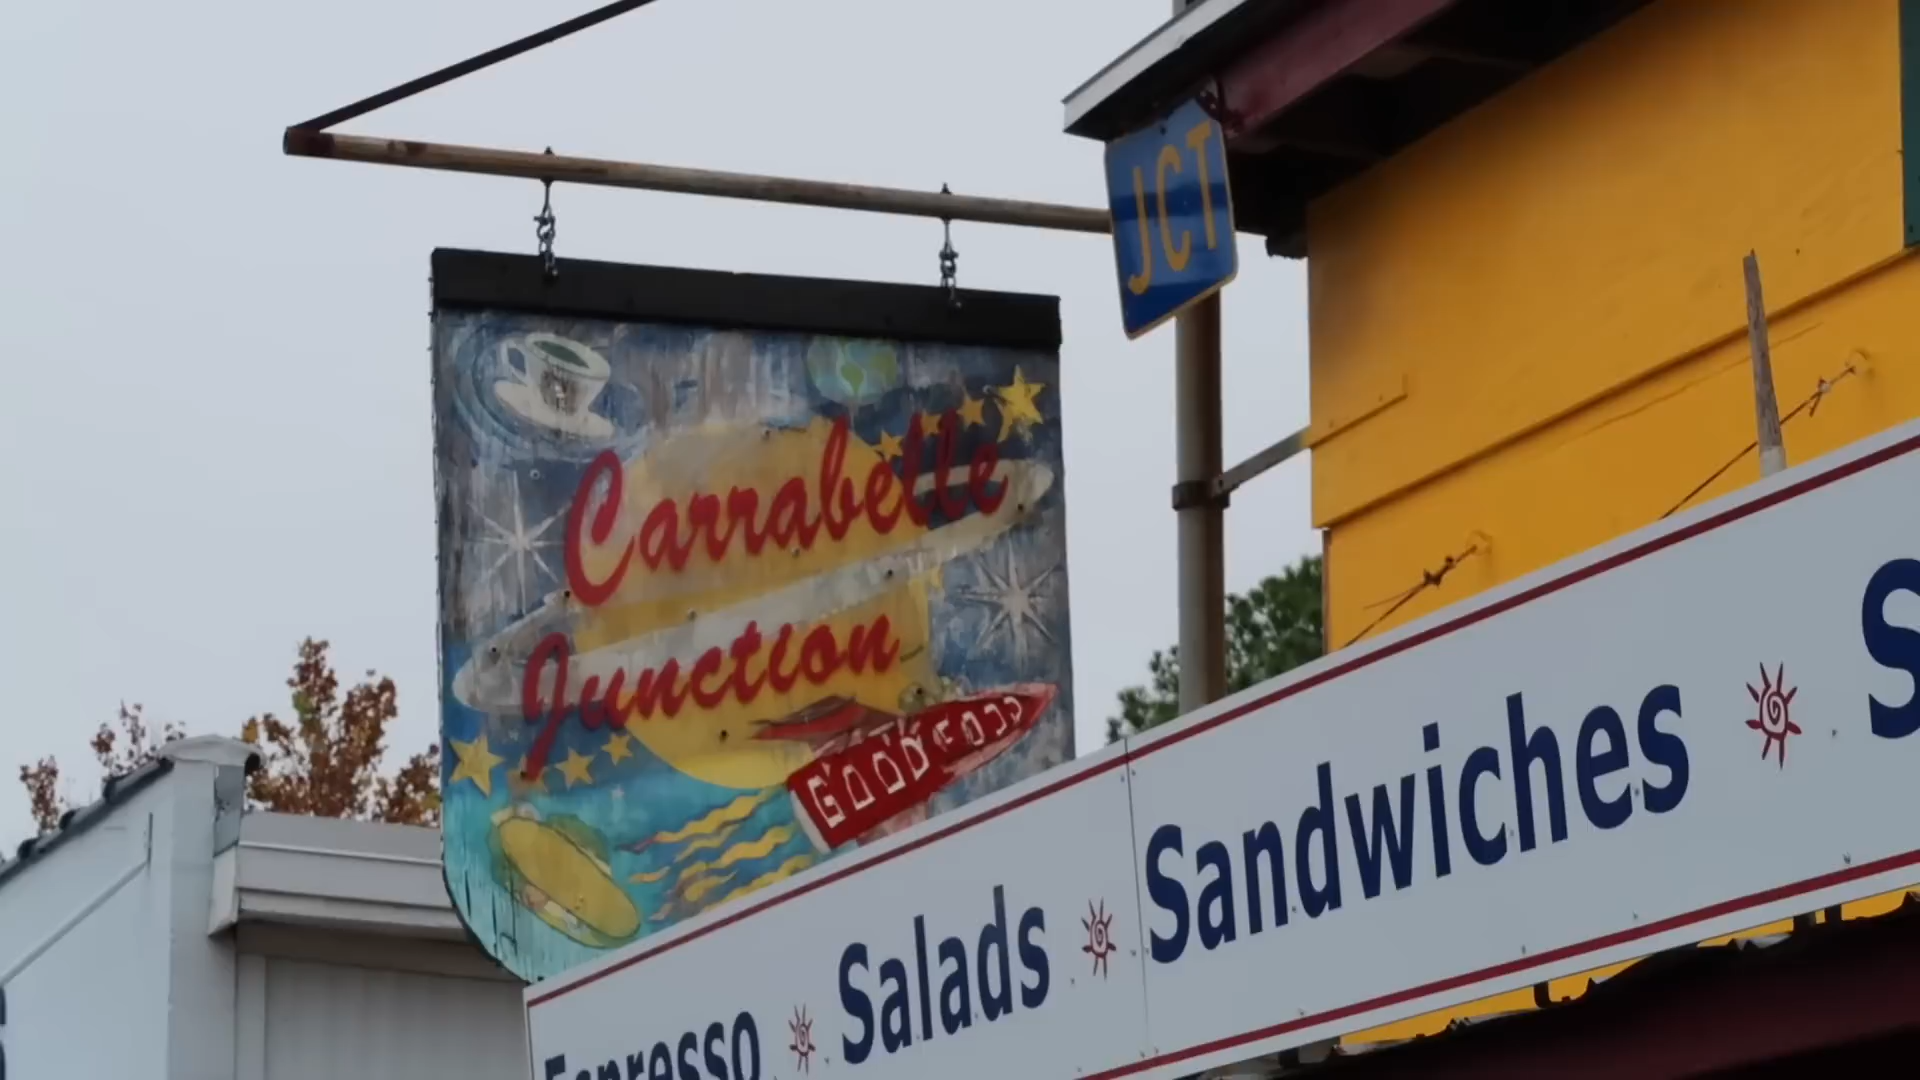 JCT
Carrabelle
Junction
GOOD FOOD
Espresso Salads Sandwiches S